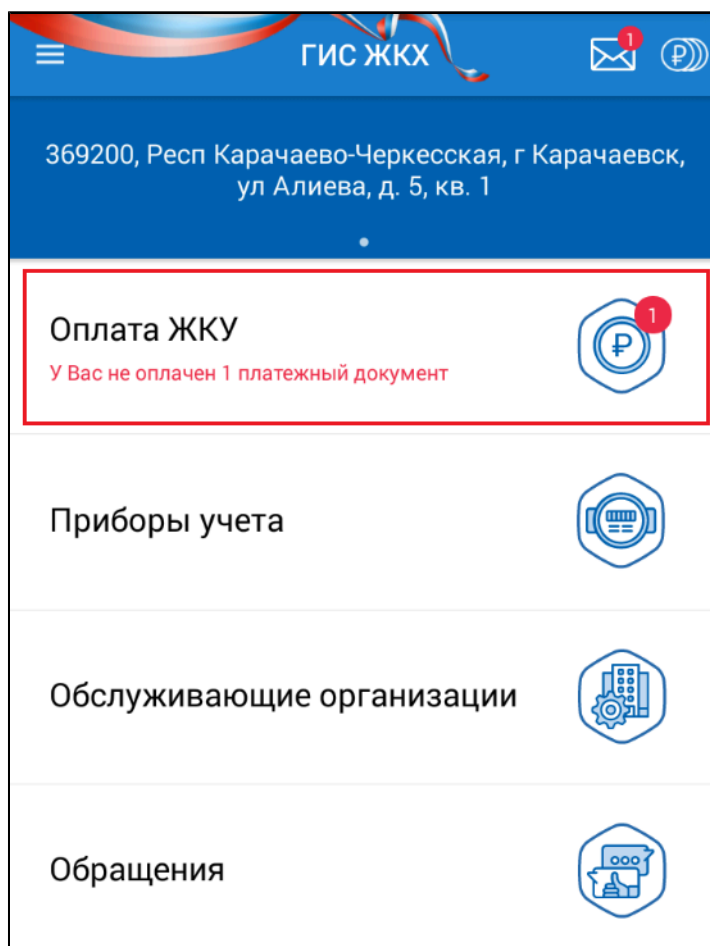 ГИС ЖКХ
1
369200, Респ Карачаево-Черкесская, г Карачаевск,
ул Алиева, д. 5, кв. 1
Оплата ЖКУ
1
У Вас не оплачен 1 платежный документ
Приборы учета
Обслуживающие организации
Обращения